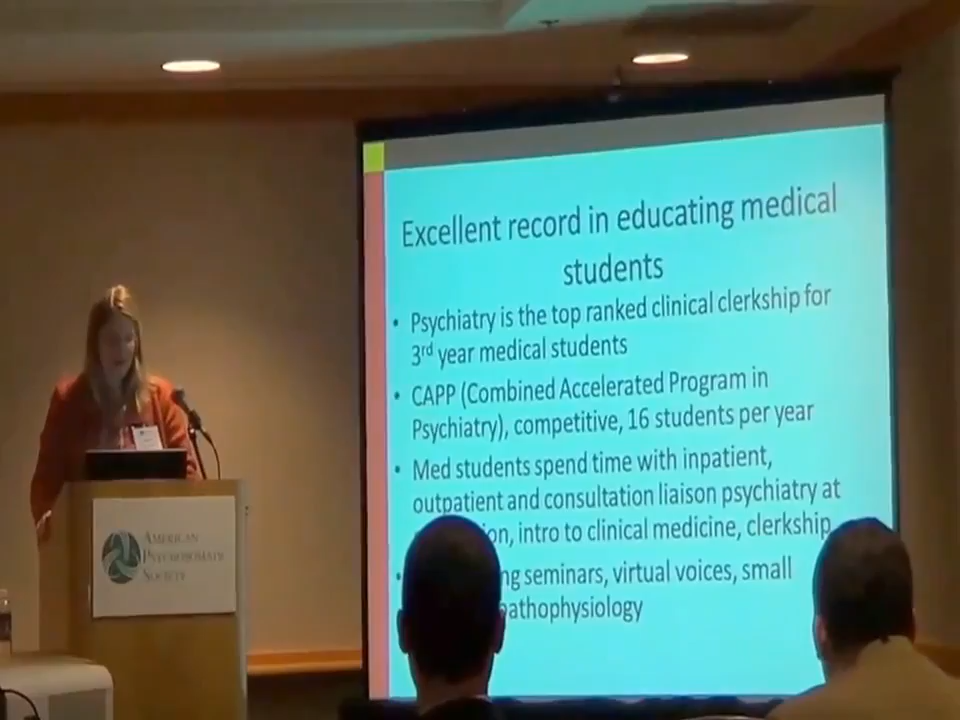 Excellent record in educating medical
students
• Psychiatry is the top ranked clinical clerkship for
3rd year medical students
• CAPP (Combined Accelerated Program in
Psychiatry), competitive, 16 students per year
• Med students spend time with inpatient,
outpatient and consultation liaison psychiatry at
intro to clinical medicine, clerkship
• seminars, virtual voices, small
AMERICAN
PSYCHOSOMATIC
SOCIETY